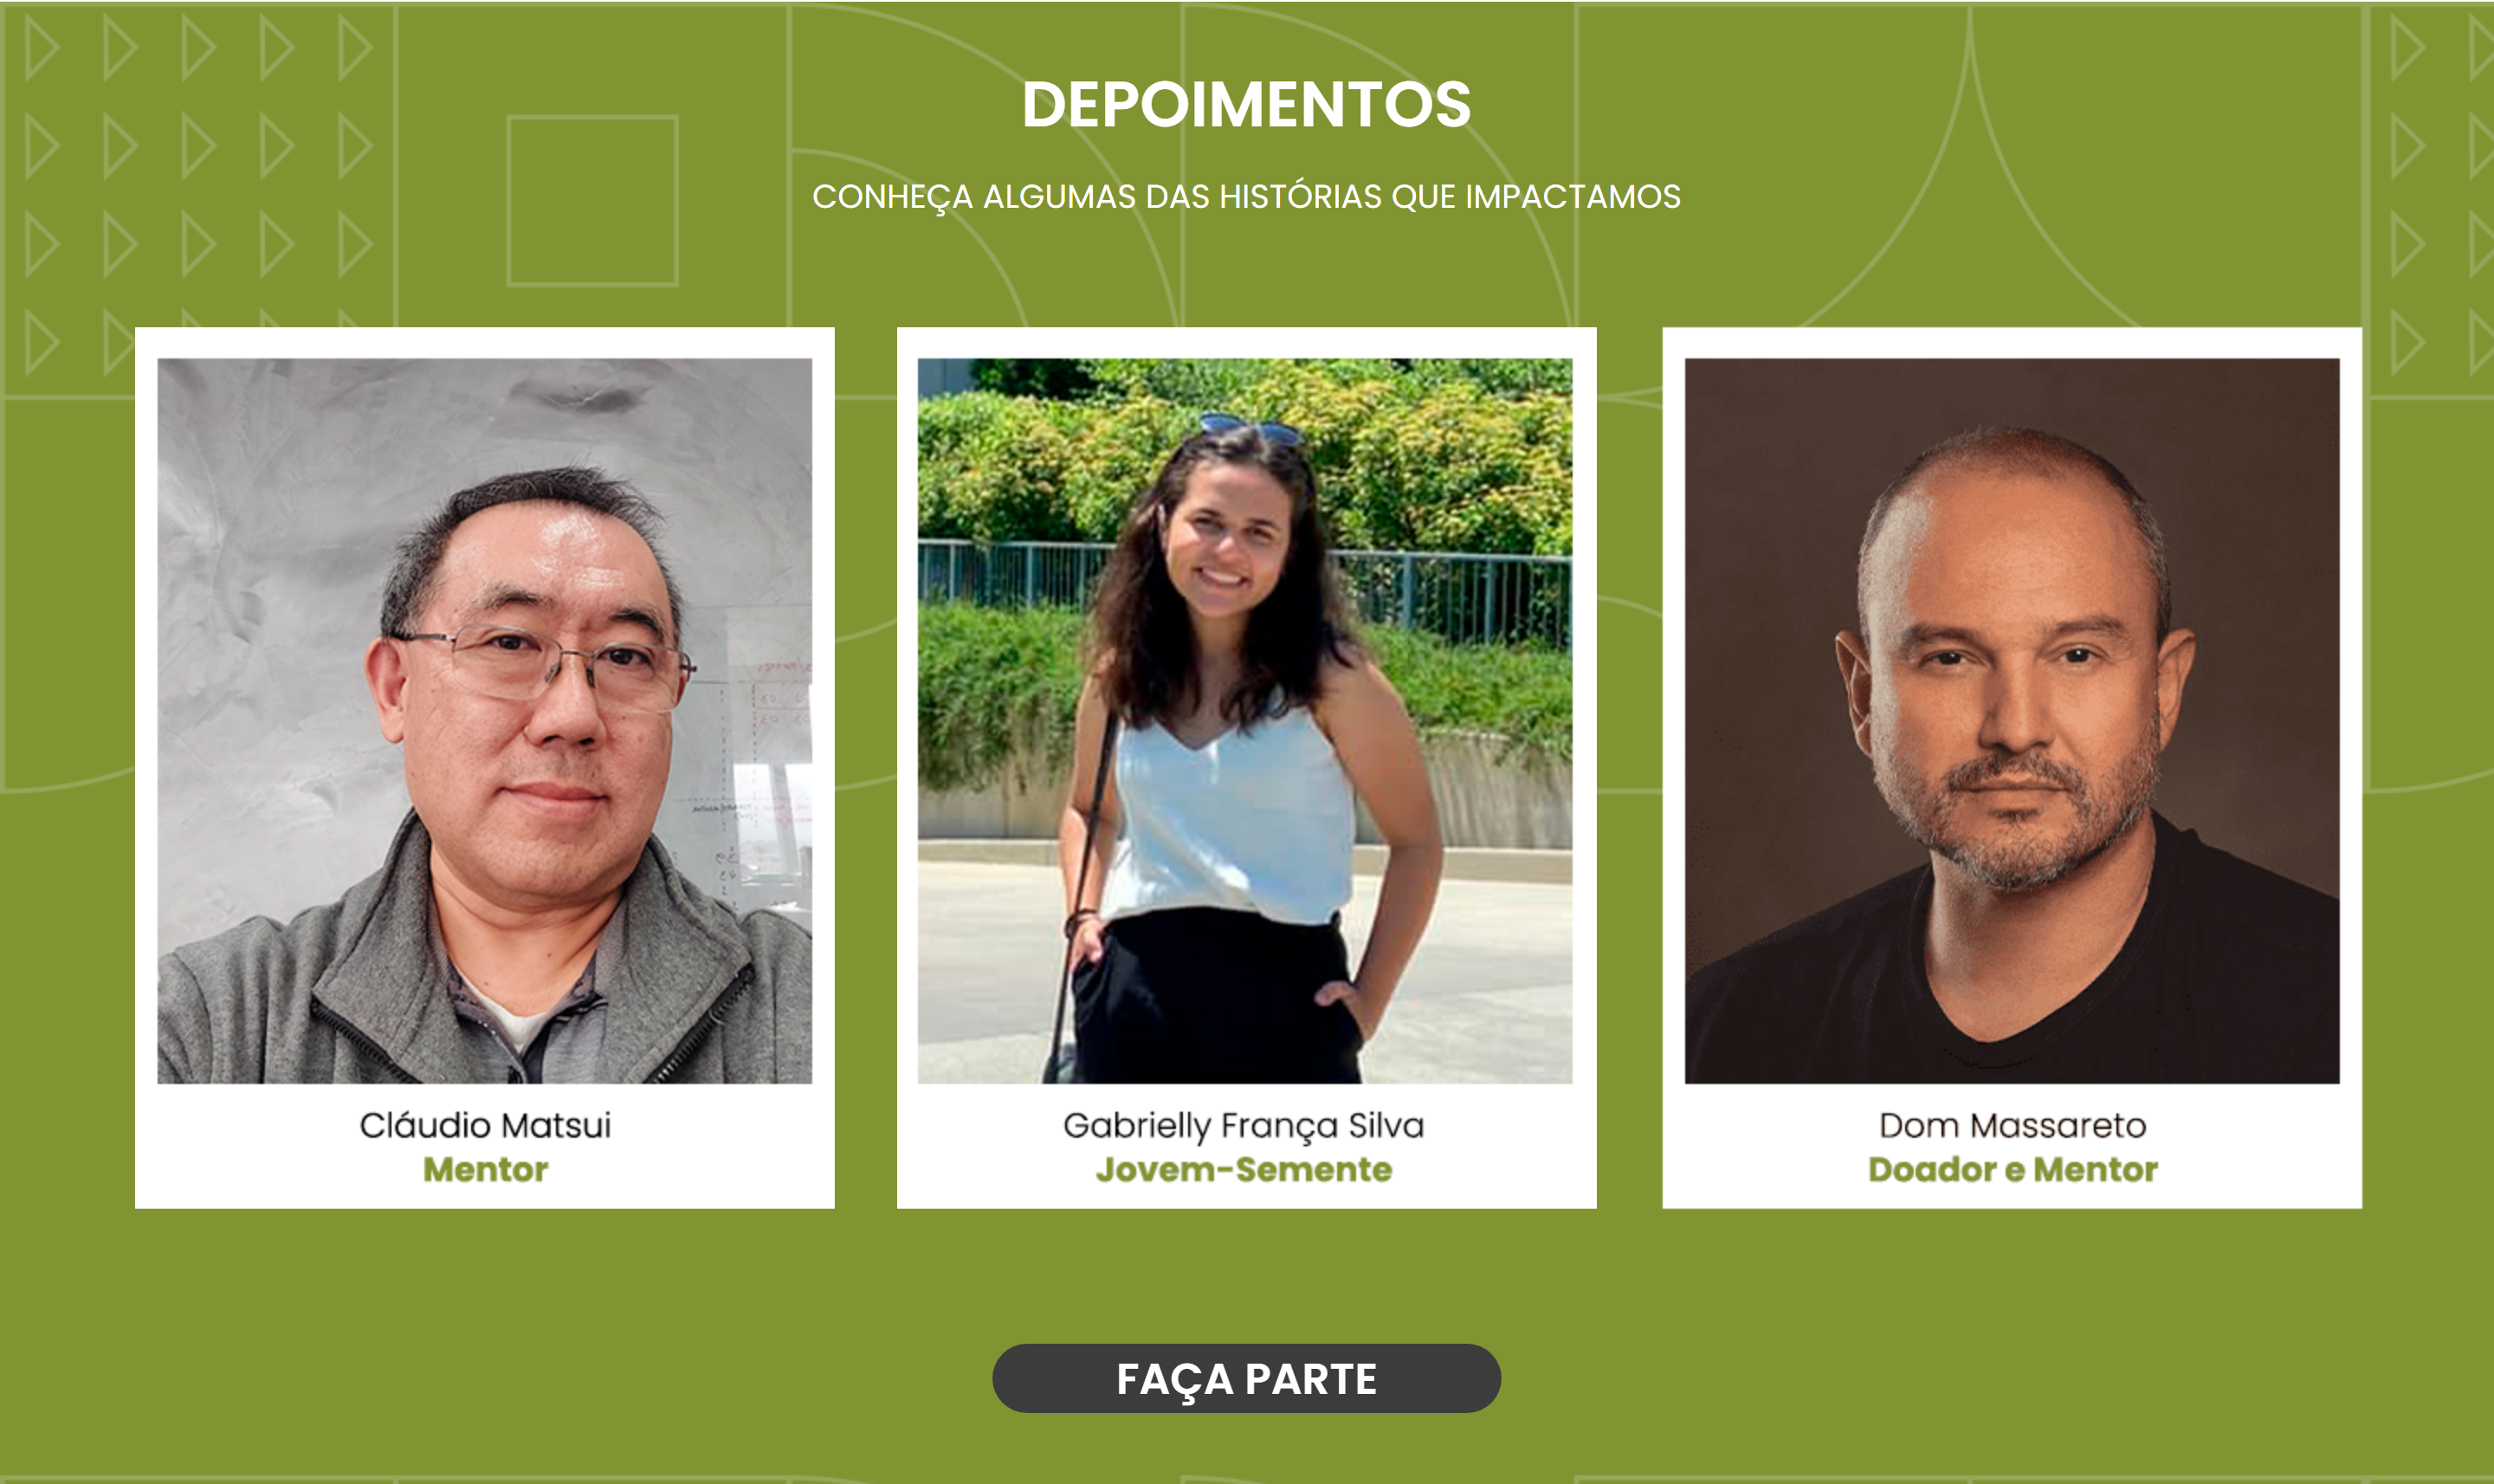 DEPOIMENTOS
CONHEÇA ALGUMAS DAS HISTÓRIAS QUE IMPACTAMOS
Cláudio Matsui
Mentor
Gabrielly França Silva
Jovem-Semente
Dom Massareto
Doador e Mentor
FAÇA PARTE